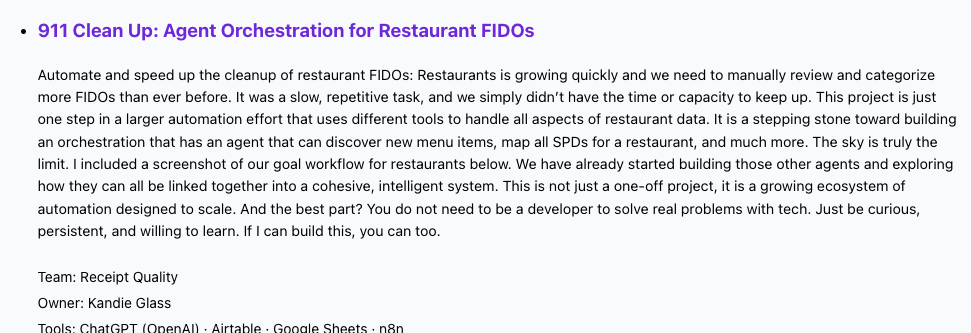 911 Clean Up: Agent Orchestration for Restaurant FIDOs
Automate and speed up the cleanup of restaurant FIDOs: Restaurants is growing quickly and we need to manually review and categorize
more FIDOs than ever before. It was a slow, repetitive task, and we simply didn’t have the time or capacity to keep up. This project is just
one step in a larger automation effort that uses different tools to handle all aspects of restaurant data. It is a stepping stone toward building
an orchestration that has an agent that can discover new menu items, map all SPDs for a restaurant, and much more. The sky is truly the
limit. I included a screenshot of our goal workflow for restaurants below. We have already started building those other agents and exploring
how they can all be linked together into a cohesive, intelligent system. This is not just a one-off project, it is a growing ecosystem of
automation designed to scale. And the best part? You do not need to be a developer to solve real problems with tech. Just be curious,
persistent, and willing to learn. If I can build this, you can too.
Team: Receipt Quality
Owner: Kandie Glass
Tools: ChatGPT (OpenAI) · Airtable · Google Sheets · n8n